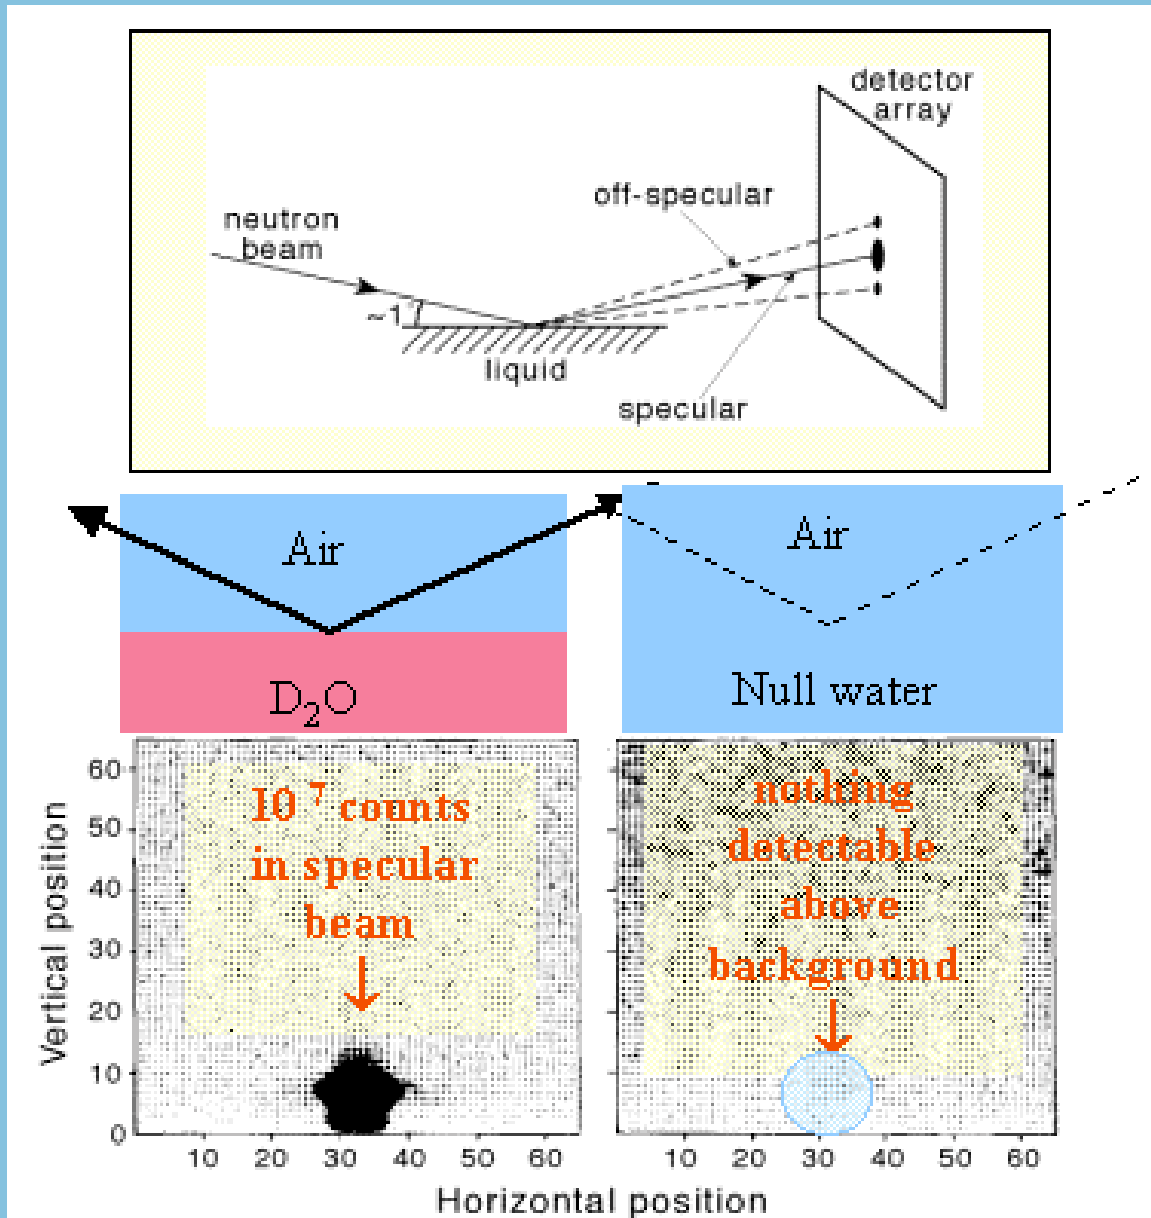 detector
array
off-specular
neutron
beam
~1°
liquid
specular
Air
D₂O
Air
Null water
Vertical position
60
50
40
30
20
10
0
10 ⁷ counts
in specular
beam
10 20 30 40 50 60
nothing
detectable
above
background
10 20 30 40 50 60
Horizontal position